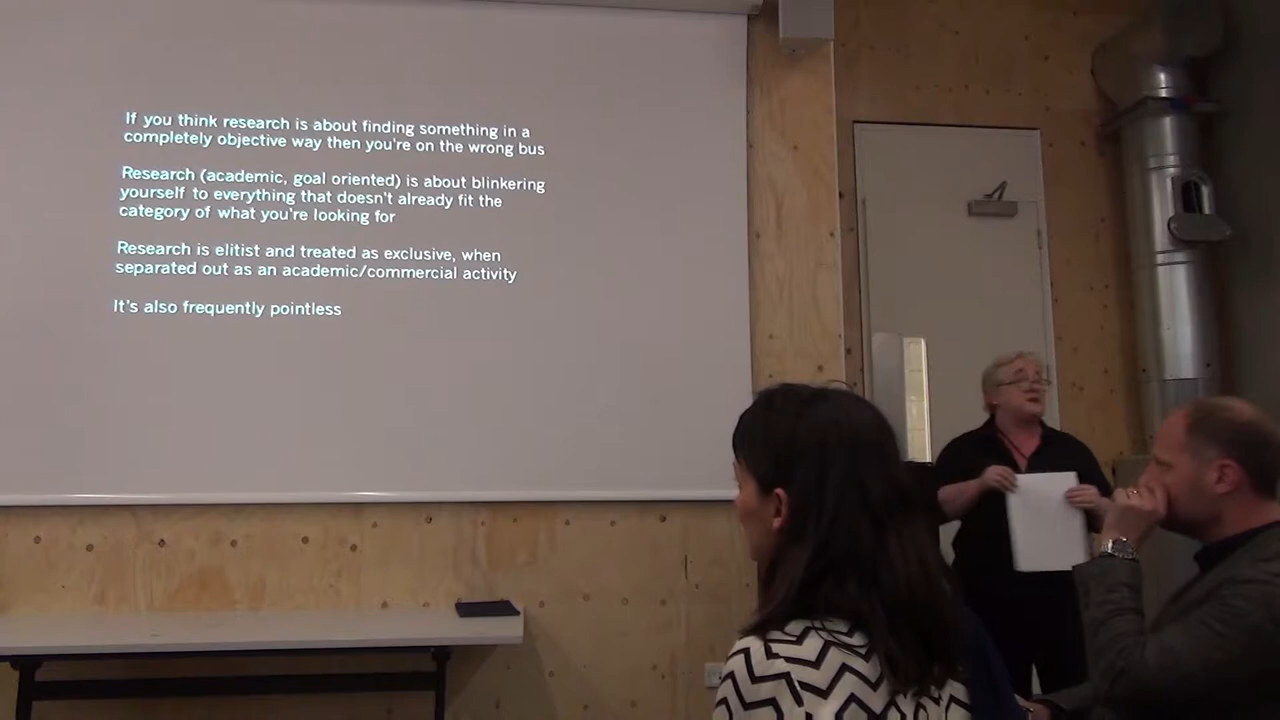 If you think research is about finding something in a
completely objective way then you're on the wrong bus
Research (academic, goal oriented) is about blinkering
yourself to everything that doesn't already fit the
category of what you're looking for
Research is elitist and treated as exclusive, when
separated out as an academic/commercial activity
It's also frequently pointless